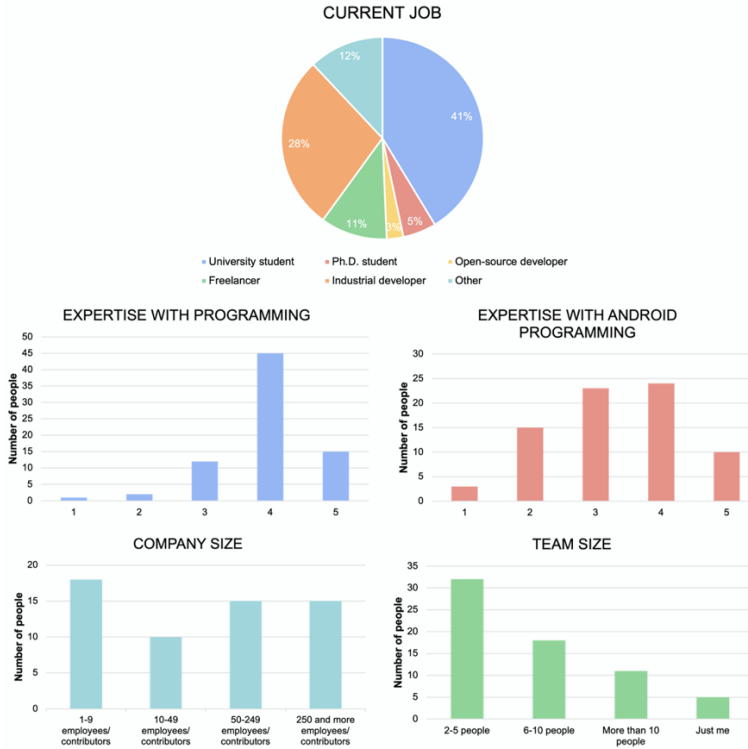 CURRENT JOB
12%
41%
28%
11%
3%
5%
University student
Ph.D. student
Open-source developer
Freelancer
Industrial developer
Other
EXPERTISE WITH PROGRAMMING
Number of people
50
45
40
35
30
25
20
15
10
5
0
1
2
3
4
5
EXPERTISE WITH ANDROID
PROGRAMMING
Number of people
30
25
20
15
10
5
0
1
2
3
4
5
COMPANY SIZE
Number of people
20
15
10
5
0
1-9
employees/
contributors
10-49
employees/
contributors
50-249
employees/
contributors
250 and more
employees/
contributors
TEAM SIZE
Number of people
35
30
25
20
15
10
5
0
2-5 people
6-10 people
More than 10
people
Just me